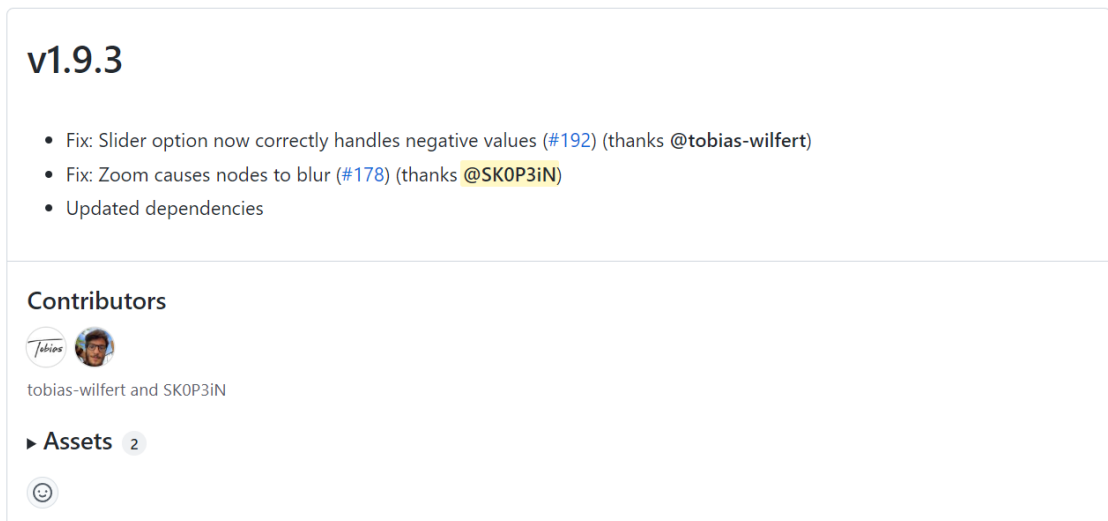 v1.9.3
Fix: Slider option now correctly handles negative values (#192) (thanks @tobias-wilfert)
Fix: Zoom causes nodes to blur (#178) (thanks @SK0P3iN)
Updated dependencies
Contributors
Tobias
tobias-wilfert and SK0P3iN
Assets 2